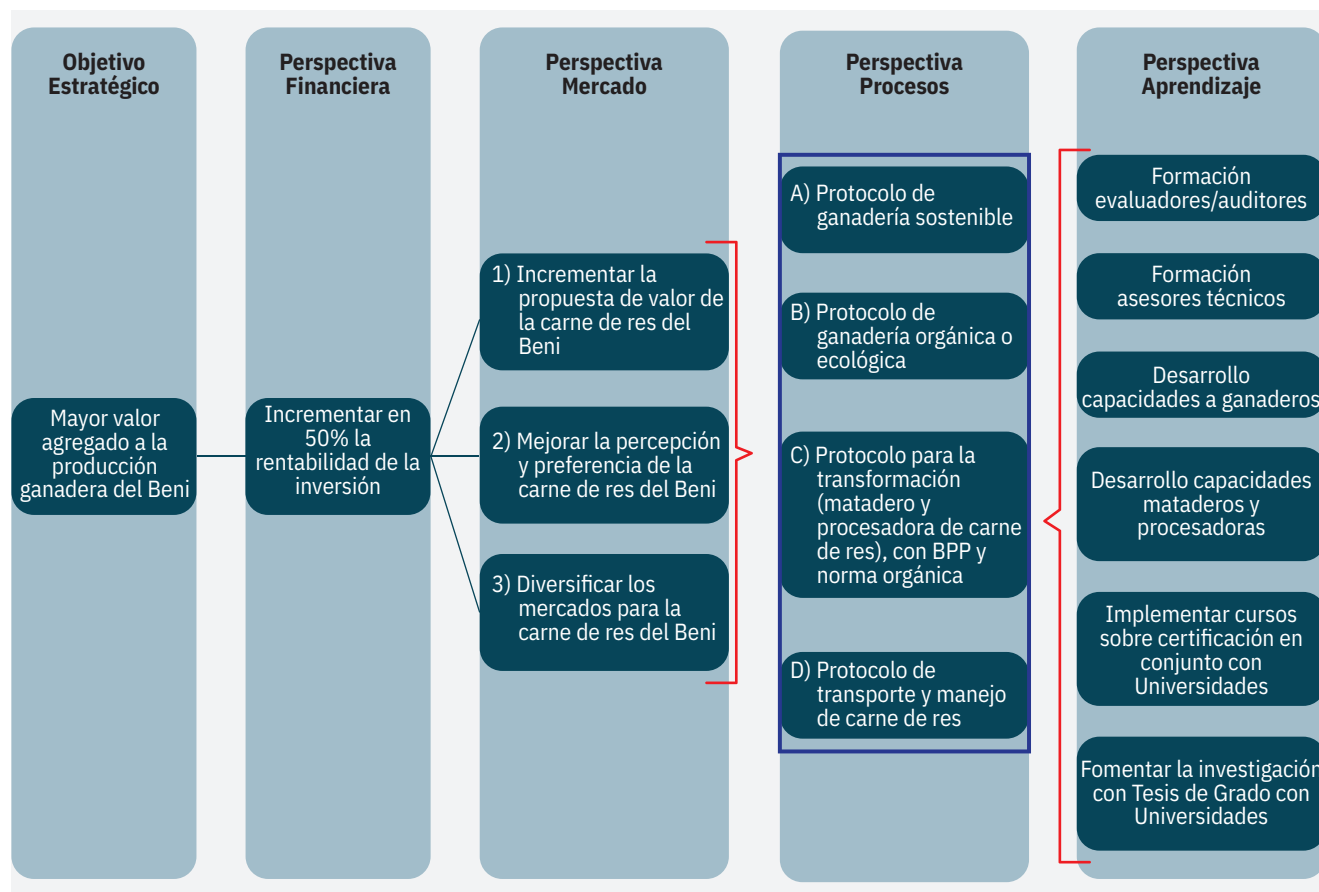 Objetivo
Estratégico
Perspectiva
Financiera
Perspectiva
Mercado
Perspectiva
Procesos
Perspectiva
Aprendizaje
Mayor valor
agregado a la
producción
ganadera del Beni
Incrementar en
50% la
rentabilidad de la
inversión
1) Incrementar la
propuesta de valor de
la carne de res del
Beni
2) Mejorar la percepción
y preferencia de la
carne de res del Beni
3) Diversificar los
mercados para la
carne de res del Beni
A) Protocolo de
ganadería sostenible
B) Protocolo de
ganadería orgánica o
ecológica
C) Protocolo para la
transformación
(matadero y
procesadora de carne
de res), con BPP y
norma orgánica
D) Protocolo de
transporte y manejo
de carne de res
Formación
evaluadores/auditores
Formación
asesores técnicos
Desarrollo
capacidades a ganaderos
Desarrollo capacidades
mataderos y
procesadoras
Implementar cursos
sobre certificación en
conjunto con
Universidades
Fomentar la investigación
con Tesis de Grado con
Universidades